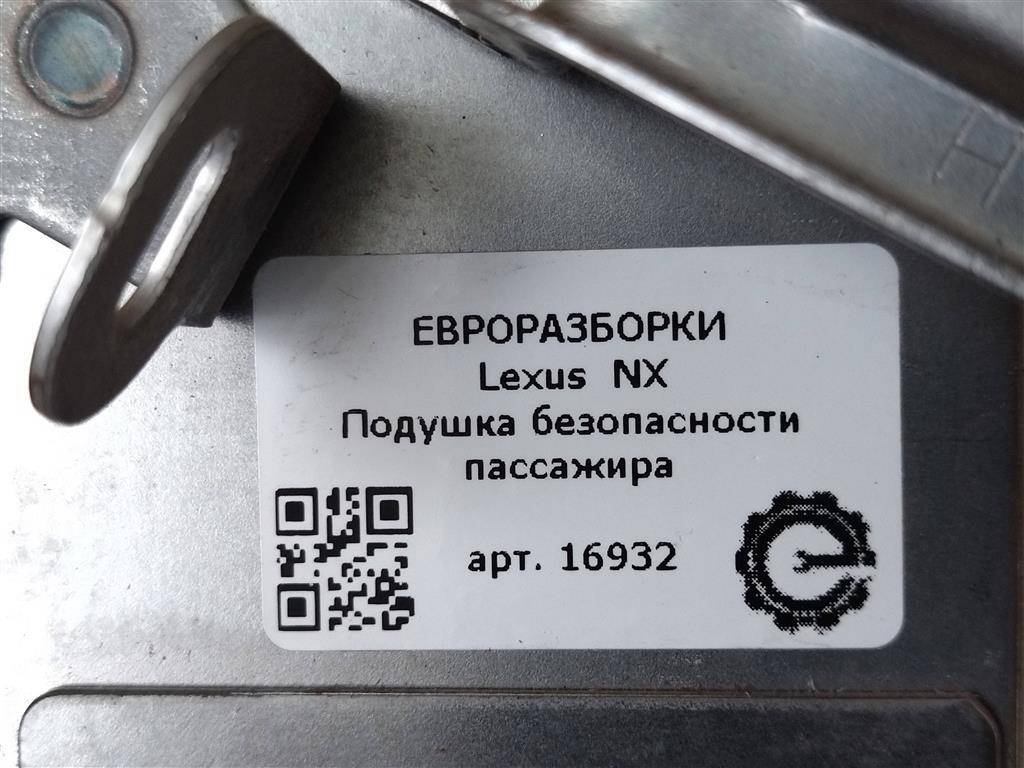 ЕВРОРАЗБОРКИ
Lexus NX
Подушка безопасности
пассажира
арт. 16932
H